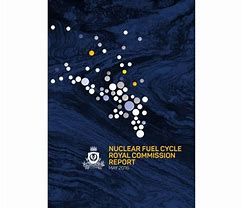 NUCLEAR FUEL CYCLE
ROYAL COMMISSION
REPORT
MAY 2016